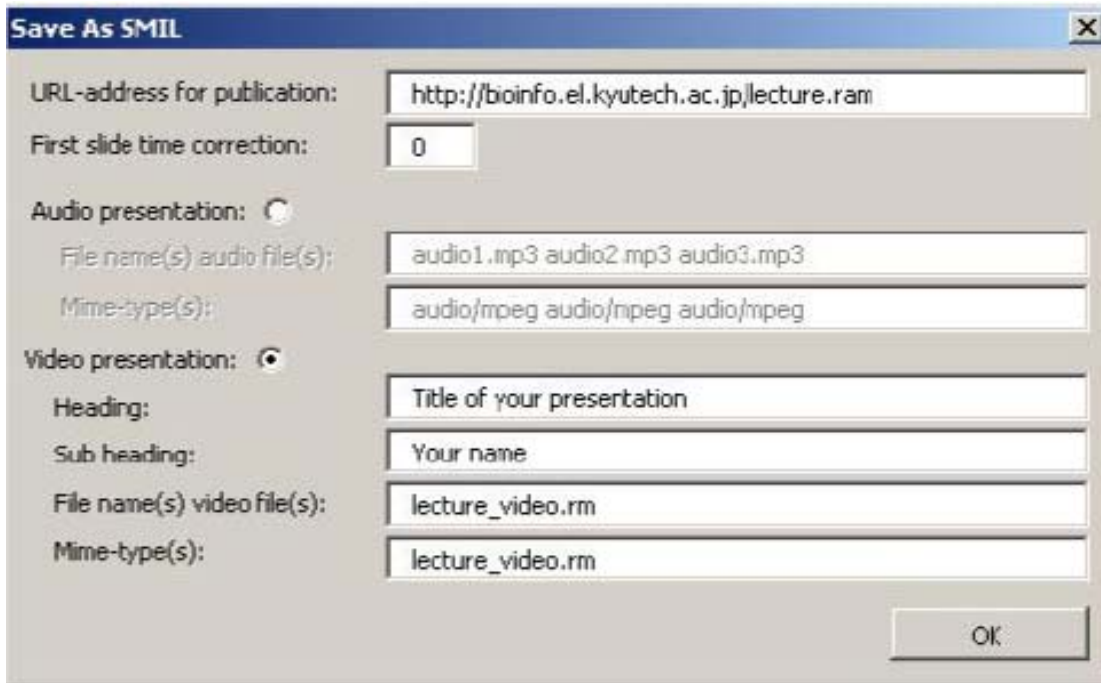 Save As SMIL
URL-address for publication: http://bioinfo.el.kyutech.ac.jp/lecture.ram
First slide time correction: 0
Audio presentation:
File name(s) audio file(s): audio1.mp3 audio2 mp3 audio3.mp3
Mime-type(s): audio/mpeg audio/mpeg audio/mpeg
Video presentation:
Heading: Title of your presentation
Sub heading: Your name
File name(s) video file(s): lecture_video.rm
Mime-type(s): lecture_video.rm
OK